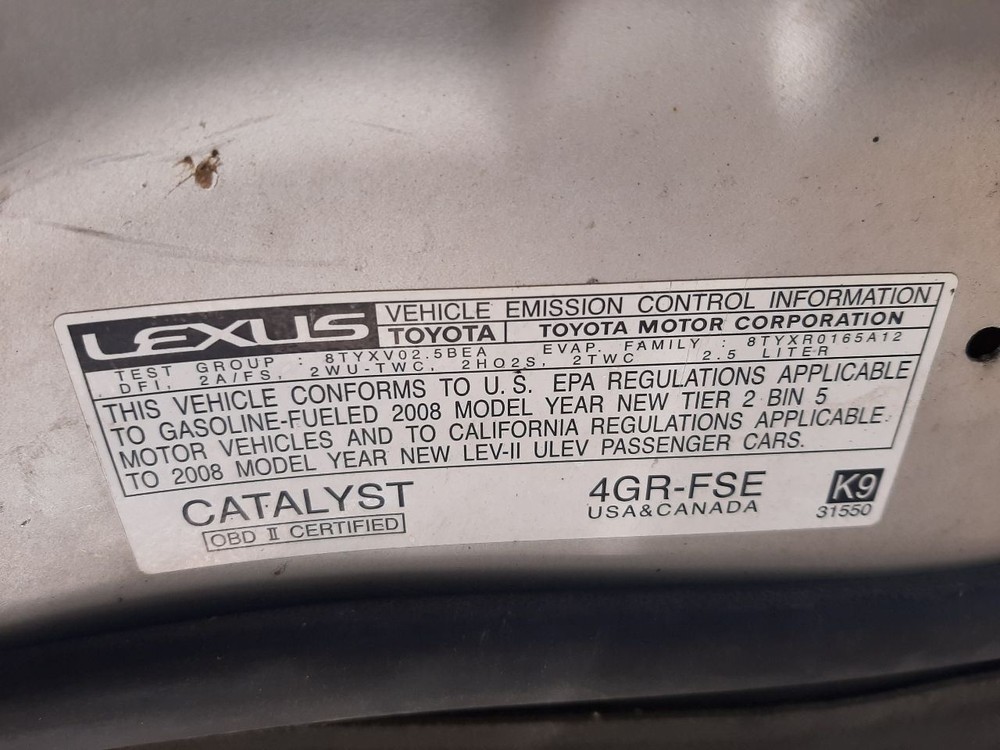 LEXUS
VEHICLE EMISSION CONTROL INFORMATION
TOYOTA
TOYOTA MOTOR CORPORATION
TEST GROUP : 8TYXV02.5BEA EVAP. FAMILY : 8TYXR0165A12
DFI, 2A/FS, 2WU-TWC, 2HO2S, 2TWC 2.5 LITER
THIS VEHICLE CONFORMS TO U.S. EPA REGULATIONS APPLICABLE
TO GASOLINE-FUELED 2008 MODEL YEAR NEW TIER 2 BIN 5
MOTOR VEHICLES AND TO CALIFORNIA REGULATIONS APPLICABLE
TO 2008 MODEL YEAR NEW LEV-II ULEV PASSENGER CARS.
CATALYST
OBD II CERTIFIED
4GR-FSE
USA&CANADA
K9
31550